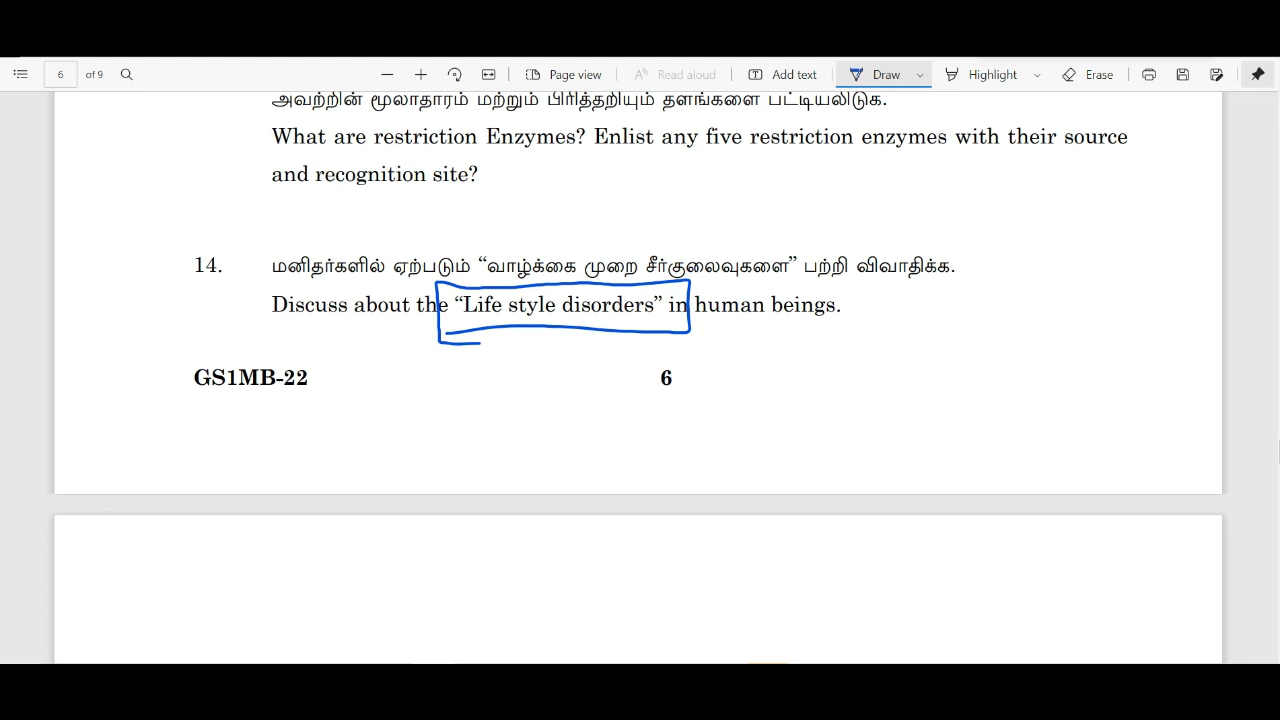 6 of 9 Page view Read aloud Add text Draw Highlight Erase
அவற்றின் மூலாதாரம் மற்றும் பிரித்தறியும் தளங்களை பட்டியலிடுக.
What are restriction Enzymes? Enlist any five restriction enzymes with their source
and recognition site?
14. மனிதர்களில் ஏற்படும் “வாழ்க்கை முறை சீர்குலைவுகளை” பற்றி விவாதிக்க.
Discuss about the “Life style disorders” in human beings.
GS1MB-22 6